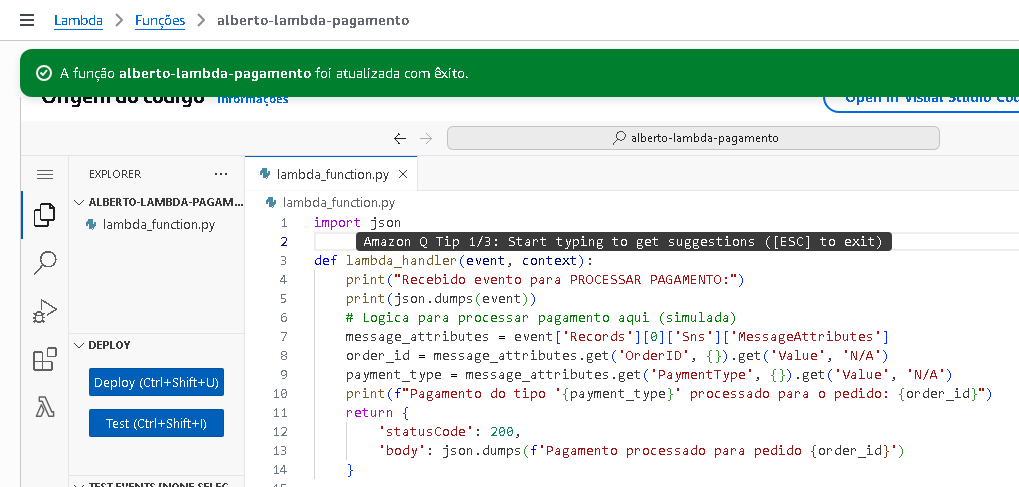 Lambda > Funções > alberto-lambda-pagamento
A função alberto-lambda-pagamento foi atualizada com êxito.
Origem do código Informações
Open in Visual Studio Cod
alberto-lambda-pagamento
EXPLORER ...
lambda_function.py
ALBERTO-LAMBDA-PAGAM...
lambda_function.py
lambda_function.py
1 import json
2 Amazon Q Tip 1/3: Start typing to get suggestions ([ESC] to exit)
3 def lambda_handler(event, context):
4 print("Recebido evento para PROCESSAR PAGAMENTO:")
5 print(json.dumps(event))
6 # Logica para processar pagamento aqui (simulada)
7 message_attributes = event['Records'][0]['Sns']['MessageAttributes']
8 order_id = message_attributes.get('OrderID', {}).get('Value', 'N/A')
9 payment_type = message_attributes.get('PaymentType', {}).get('Value', 'N/A')
10 print(f"Pagamento do tipo '{payment_type}' processado para o pedido: {order_id}")
11 return {
12 'statusCode': 200,
13 'body': json.dumps(f'Pagamento processado para pedido {order_id}')
14 }
15
DEPLOY
Deploy (Ctrl+Shift+U)
Test (Ctrl+Shift+I)
TEST EVENTS [NONE SELEC